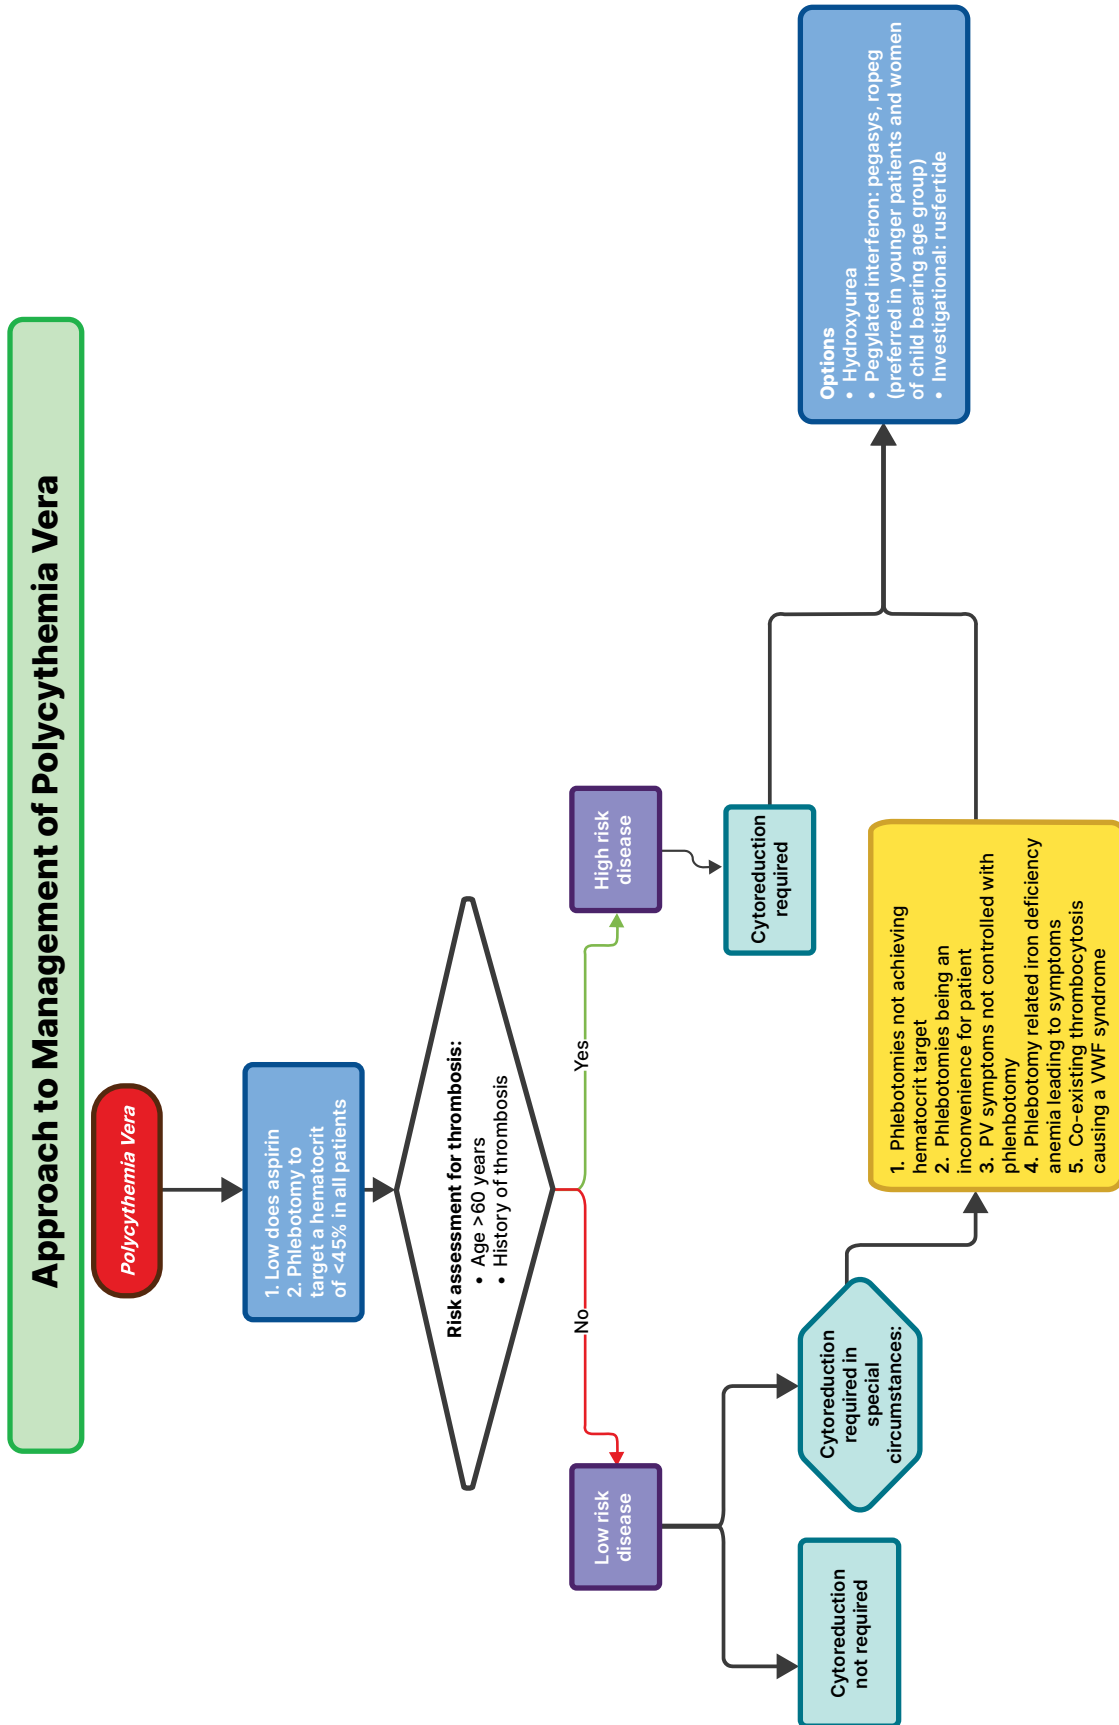 Approach to Management of Polycythemia Vera
Polycythemia Vera
1. Low does aspirin
2. Phlebotomy to
target a hematocrit
of <45% in all patients
Risk assessment for thrombosis:
• Age >60 years
• History of thrombosis
No
Yes
Low risk
disease
High risk
disease
Cytoreduction
not required
Cytoreduction
required in
special
circumstances:
Cytoreduction
required
1. Phlebotomies not achieving
hematocrit target
2. Phlebotomies being an
inconvenience for patient
3. PV symptoms not controlled with
phlenbotomy
4. Phlebotomy related iron deficiency
anemia leading to symptoms
5. Co-existing thrombocytosis
causing a VWF syndrome
Options
• Hydroxyurea
• Pegylated interferon: pegasys, ropeg
(preferred in younger patients and women
of child bearing age group)
• Investigational: rusfertide